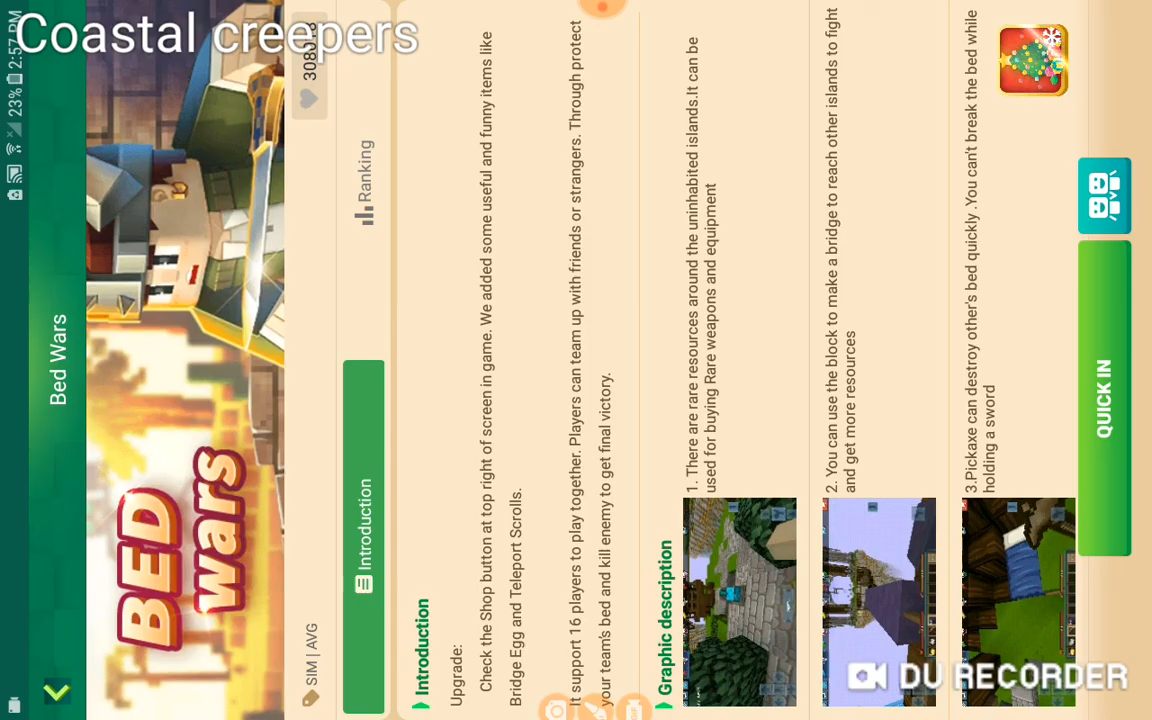 Coastal creepers
23% 2:57 PM
Bed Wars
BED
wars
SIM | AVG
Introduction
Ranking
Introduction
Upgrade:
Check the Shop button at top right of screen in game. We added some useful and funny items like
Bridge Egg and Teleport Scrolls.
It support 16 players to play together. Players can team up with friends or strangers. Through protect
your team's bed and kill enemy to get final victory.
Graphic description
1. There are rare resources around the uninhabited islands.It can be
used for buying Rare weapons and equipment
2. You can use the block to make a bridge to reach other islands to fight
and get more resources
3.Pickaxe can destroy other's bed quickly .You can't break the bed while
holding a sword
QUICK IN
DU RECORDER